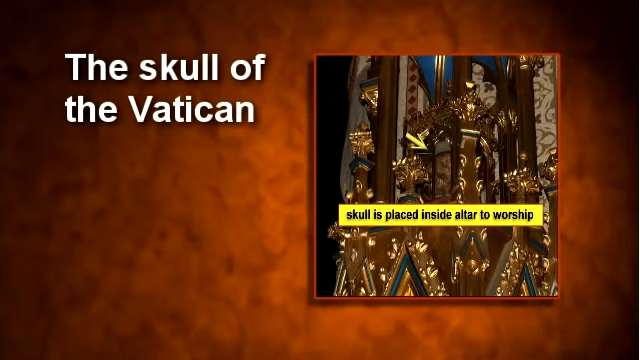 The skull of
the Vatican
skull is placed inside altar to worship